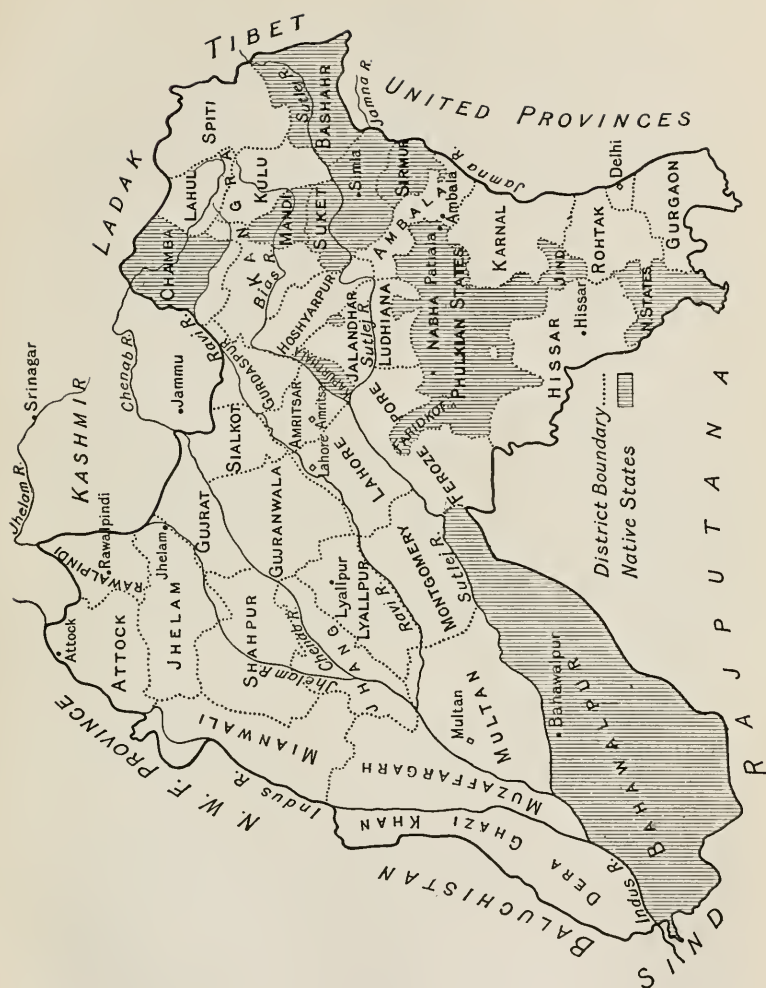 TIBET
LADAK
UNITED PROVINCES
SPITI
LAHUL
Sutlej R.
BASHAHR
Jamna R.
CHAMBA
KANGRA
KULU
MANDI
SUKET
Simla
SIRMUR
Bias R.
AMBALA
Ambala
Jamna R.
Srinagar
KASHMIR
Jhelam R.
Chenab R.
Jammu
Ravi R.
GURDASPUR
HOSHYARPUR
JALANDHAR
Sutlej R.
LUDHIANA
KAPURTHALA
NABHA
Patiala
PHULKIAN STATES
KARNAL
JIND
ROHTAK
Delhi
GURGAON
HISSAR
Hissar
N STATES
SIALKOT
AMRITSAR
Amritsar
Lahore
LAHORE
FEROZEPORE
FARIDKOT
GUJRAT
GUJRANWALA
RAWALPINDI
Rawalpindi
Jhelam
JHELAM
Attock
ATTOCK
SHAHPUR
Jhelam R.
Chenab R.
JHANG
Lyallpur
LYALLPUR
Ravi R.
MONTGOMERY
Sutlej R.
N. W. F. PROVINCE
MIANWALI
Indus R.
MUZAFFARGARH
Multan
MULTAN
Bahawalpur
BAHAWALPUR
DERA GHAZI KHAN
BALUCHISTAN
Indus R.
SIND
RAJPUTANA
District Boundary
Native States